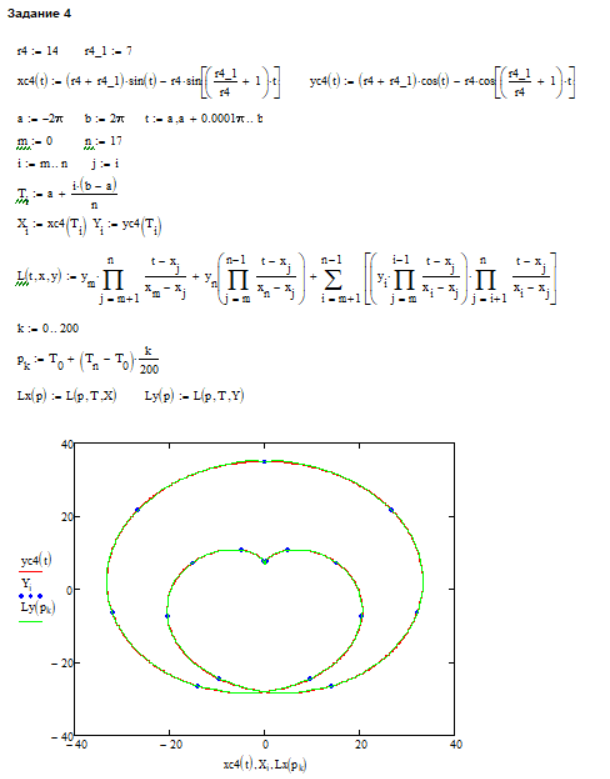 Задание 4
r4 := 14 r4_1 := 7
xc4(t) := (r4 + r4_1)·sin(t) − r4·sin[(r4_1/r4 + 1)·t] yc4(t) := (r4 + r4_1)·cos(t) − r4·cos[(r4_1/r4 + 1)·t]
a := −2π b := 2π t := a, a + 0.0001π .. b
m := 0 n := 17
i := m .. n j := i
T_i := a + i·(b − a)/n
X_i := xc4(T_i) Y_i := yc4(T_i)
L(t,x,y) := y_m·∏_{j = m+1}^{n} (t − x_j)/(x_m − x_j) + y_n(∏_{j = m}^{n−1} (t − x_j)/(x_n − x_j)) + ∑_{i = m+1}^{n−1} [(y_i·∏_{j = m}^{i−1} (t − x_j)/(x_i − x_j))·∏_{j = i+1}^{n} (t − x_j)/(x_i − x_j)]
k := 0 .. 200
p_k := T_0 + (T_n − T_0)·k/200
Lx(p) := L(p,T,X) Ly(p) := L(p,T,Y)
40
20
yc4(t)
Y_i
0
Ly(p_k)
− 20
− 40
− 40 − 20 0 20 40
xc4(t), X_i, Lx(p_k)